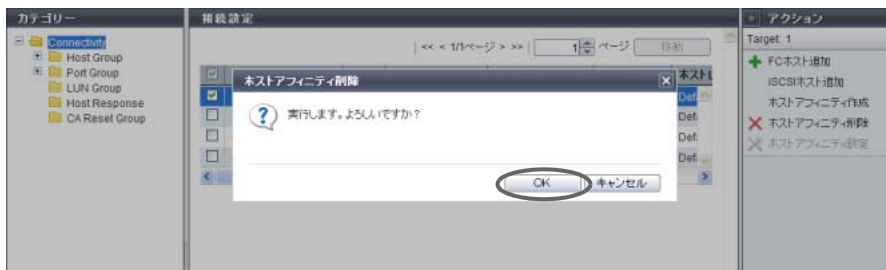 カテゴリー
接続設定
アクション
Connectivity
Host Group
Port Group
LUN Group
Host Response
CA Reset Group
| << < 1/1ページ > >> | 1 ページ 移動
ホストL
Def
Def
Def
Def
ホストアフィニティ削除
実行します。よろしいですか?
OK
キャンセル
Target: 1
FCホスト追加
iSCSIホスト追加
ホストアフィニティ作成
ホストアフィニティ削除
ホストアフィニティ設定